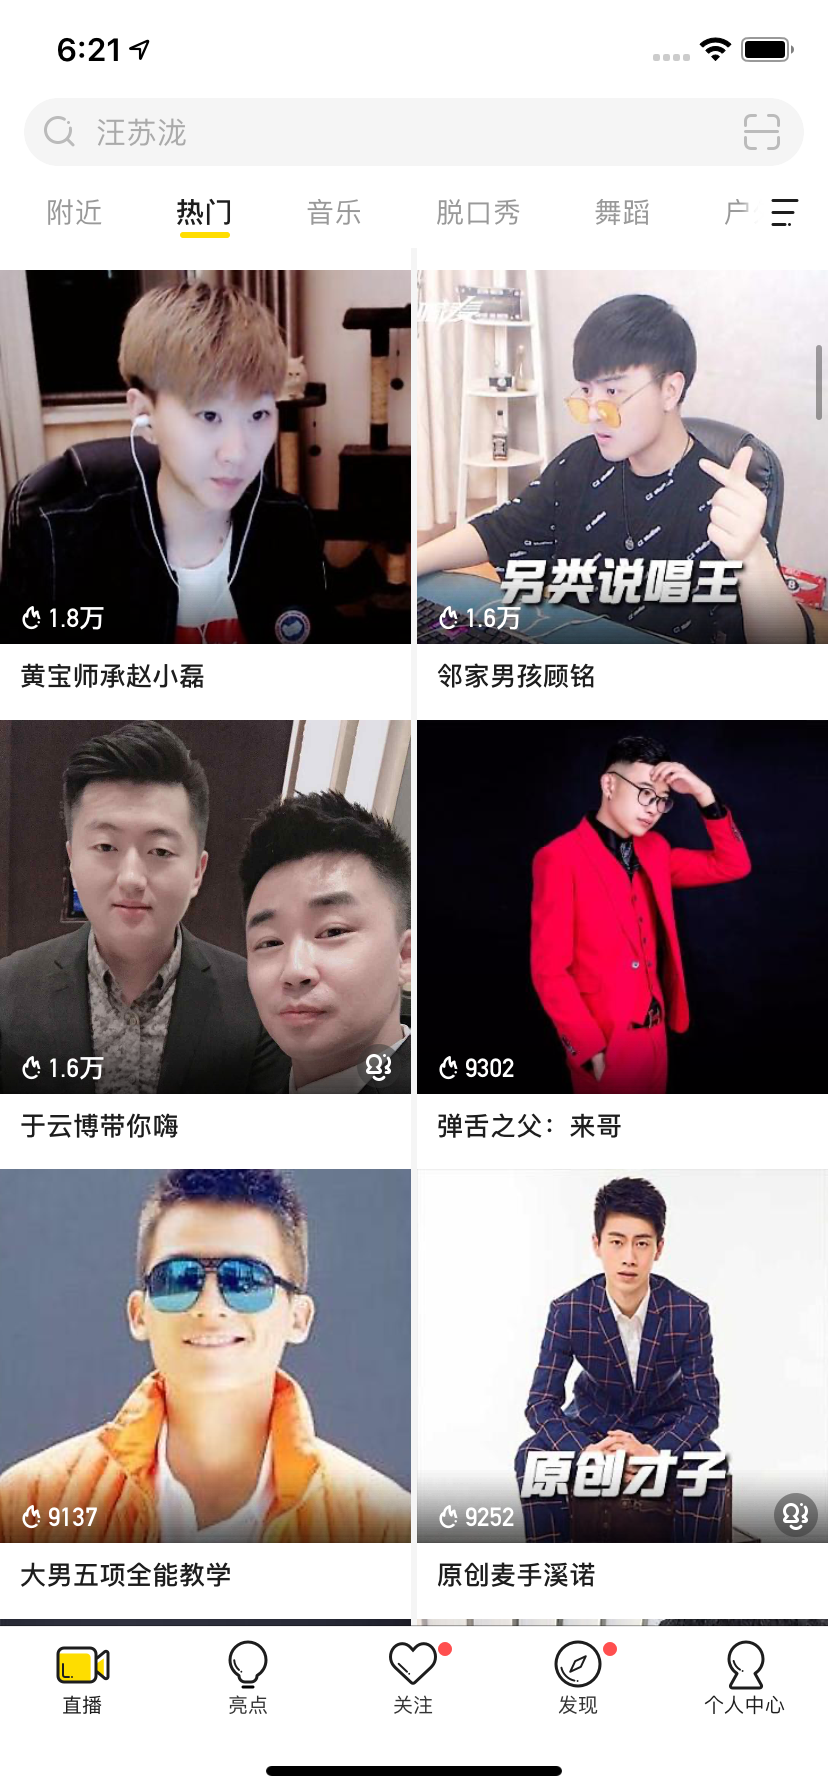 6:21
汪苏泷
附近 热门 音乐 脱口秀 舞蹈 户
另类说唱王
1.8万
1.6万
黄宝师承赵小磊
邻家男孩顾铭
1.6万
9302
于云博带你嗨
弹舌之父：来哥
原创才子
9137
9252
大男五项全能教学
原创麦手溪诺
直播 亮点 关注 发现 个人中心